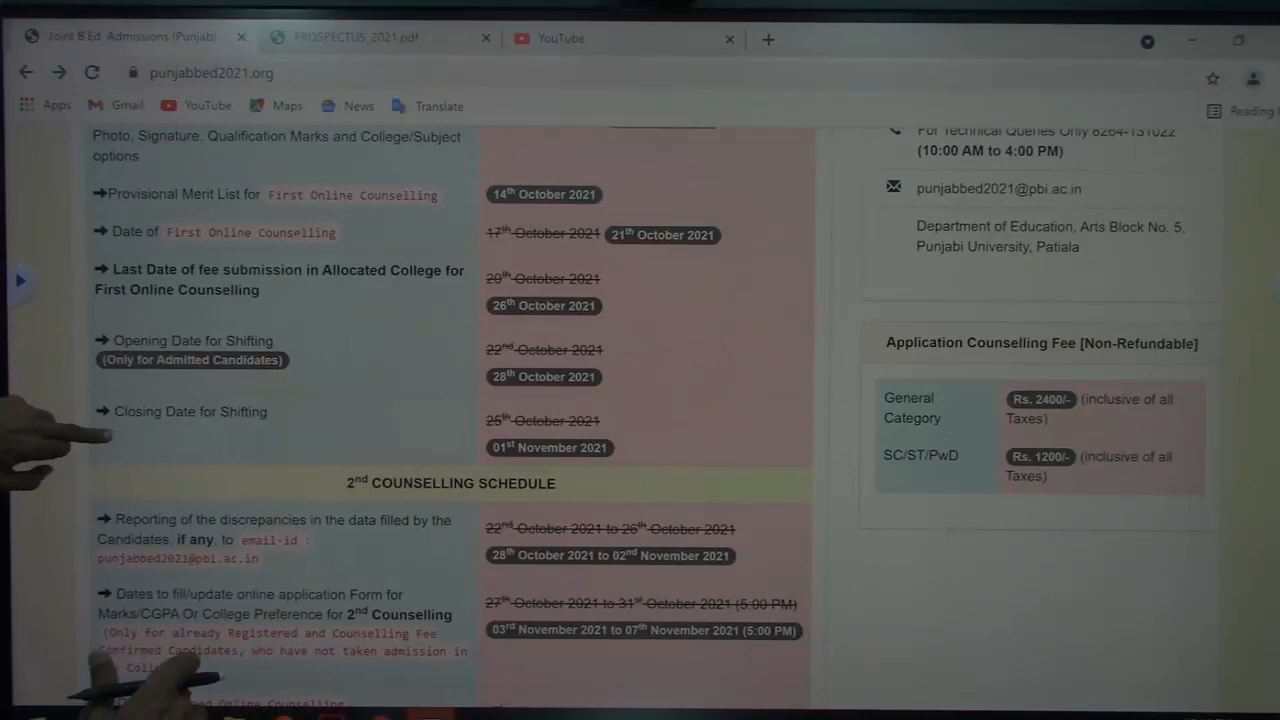 Joint B.Ed. Admissions (Punjab)
PROSPECTUS_2021.pdf
YouTube
punjabbed2021.org
Apps
Gmail
YouTube
Maps
News
Translate
Reading
Photo, Signature, Qualification Marks and College/Subject
options
➔Provisional Merit List for First Online Counselling
14th October 2021
➔ Date of First Online Counselling
17th October 2021 21th October 2021
➔ Last Date of fee submission in Allocated College for
First Online Counselling
20th October 2021
26th October 2021
➔ Opening Date for Shifting
(Only for Admitted Candidates)
22nd October 2021
28th October 2021
➔ Closing Date for Shifting
25th October 2021
01st November 2021
2nd COUNSELLING SCHEDULE
➔ Reporting of the discrepancies in the data filled by the
Candidates, if any, to email-id :
punjabbed2021@pbi.ac.in
22nd October 2021 to 26th October 2021
28th October 2021 to 02nd November 2021
➔ Dates to fill/update online application Form for
Marks/CGPA Or College Preference for 2nd Counselling
(Only for already Registered and Counselling Fee
Confirmed Candidates, who have not taken admission in
27th October 2021 to 31st October 2021 (5:00 PM)
03rd November 2021 to 07th November 2021 (5:00 PM)
Online Counselling
For Technical Queries Only 8264-131022
(10:00 AM to 4:00 PM)
punjabbed2021@pbi.ac.in
Department of Education, Arts Block No. 5,
Punjabi University, Patiala
Application Counselling Fee [Non-Refundable]
General
Category
Rs. 2400/- (inclusive of all
Taxes)
SC/ST/PwD
Rs. 1200/- (inclusive of all
Taxes)